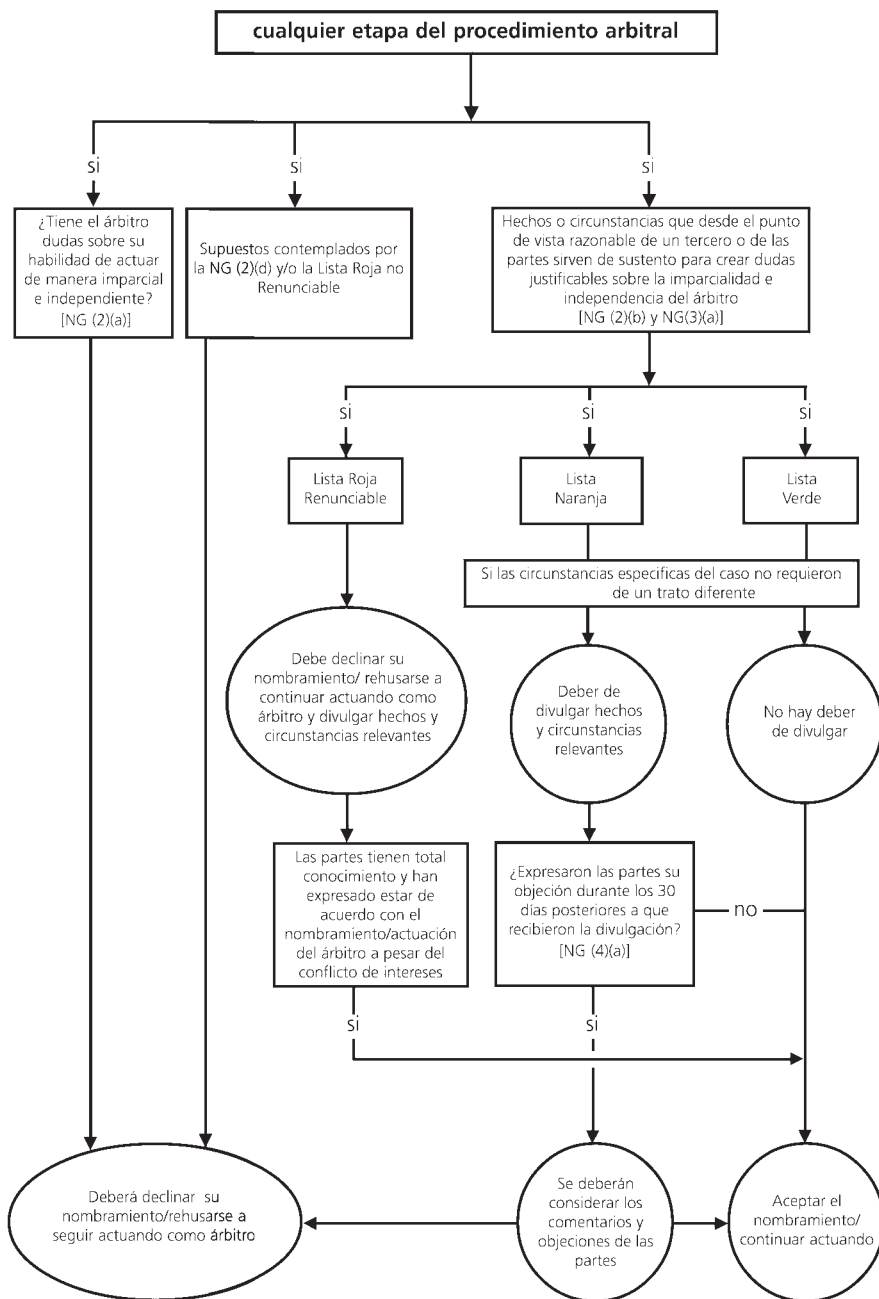 cualquier etapa del procedimiento arbitral
si
si
si
¿Tiene el árbitro
dudas sobre su
habilidad de actuar
de manera imparcial
e independiente?
[NG (2)(a)]
Supuestos contemplados por
la NG (2)(d) y/o la Lista Roja no
Renunciable
Hechos o circunstancias que desde el punto
de vista razonable de un tercero o de las
partes sirven de sustento para crear dudas
justificables sobre la imparcialidad e
independencia del árbitro
[NG (2)(b) y NG(3)(a)]
si
si
si
Lista Roja
Renunciable
Lista
Naranja
Lista
Verde
Si las circunstancias especificas del caso no requieron
de un trato diferente
Debe declinar su
nombramiento/ rehusarse a
continuar actuando como
árbitro y divulgar hechos y
circunstancias relevantes
Deber de
divulgar hechos
y circunstancias
relevantes
No hay deber
de divulgar
Las partes tienen total
conocimiento y han
expresado estar de
acuerdo con el
nombramiento/actuación
del árbitro a pesar del
conflicto de intereses
¿Expresaron las partes su
objeción durante los 30
días posteriores a que
recibieron la divulgación?
[NG (4)(a)]
no
si
si
Deberá declinar su
nombramiento/rehusarse a
seguir actuando como árbitro
Se deberán
considerar los
comentarios y
objeciones de las
partes
Aceptar el
nombramiento/
continuar actuando